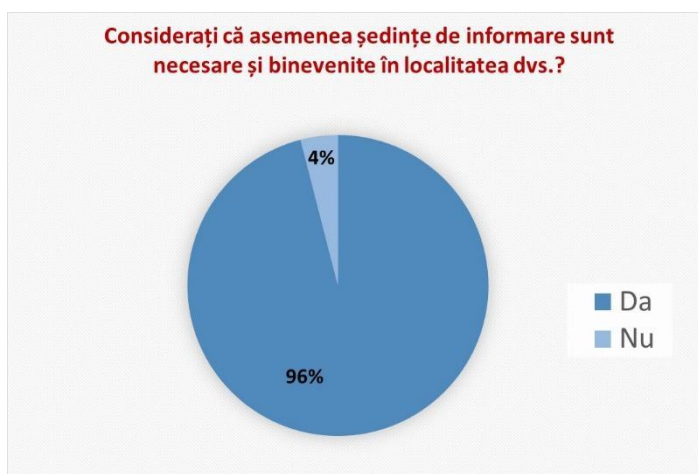 Considerați că asemenea ședințe de informare sunt
necesare și binevenite în localitatea dvs.?
4%
96%
Da
Nu